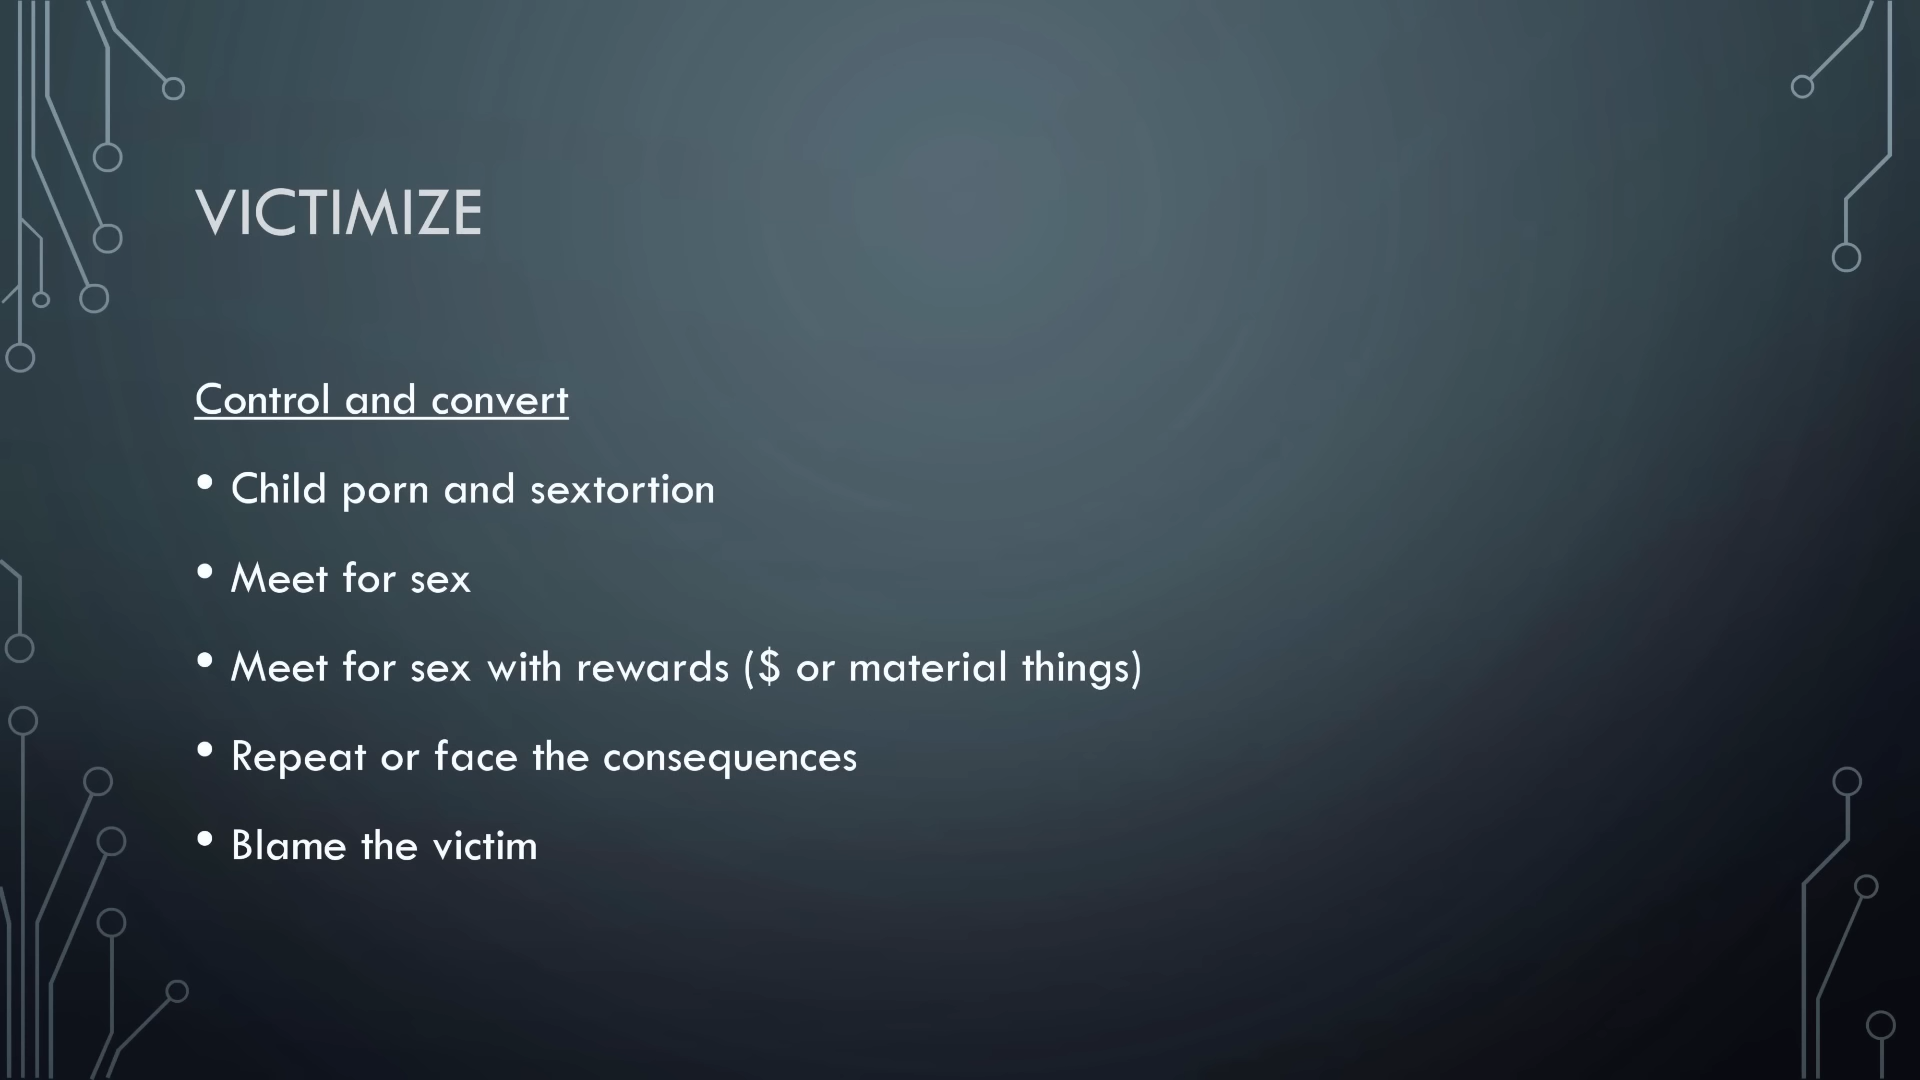 VICTIMIZE
Control and convert
• Child porn and sextortion
• Meet for sex
• Meet for sex with rewards ($ or material things)
• Repeat or face the consequences
• Blame the victim